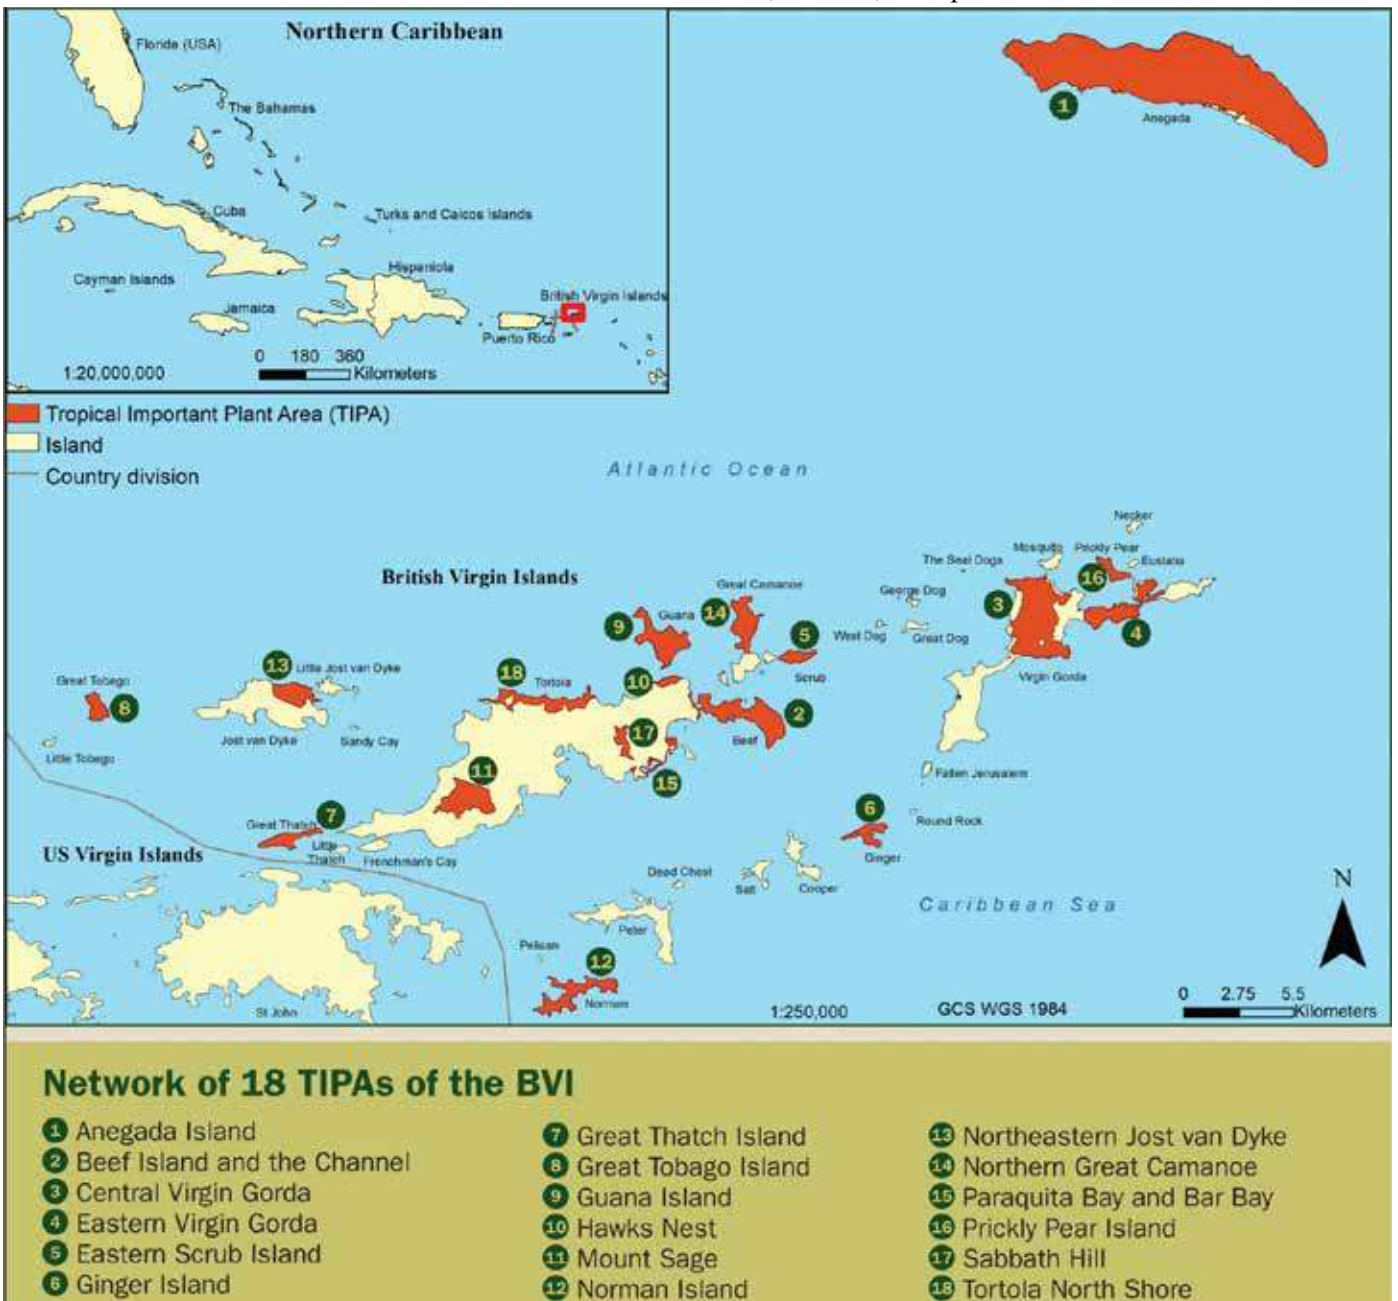 Northern Caribbean
Florida (USA)
The Bahamas
Cuba
Turks and Caicos Islands
Cayman Islands
Hispaniola
Jamaica
British Virgin Islands
Puerto Rico
0 180 360
1:20,000,000
Kilometers
1
Anegada
Tropical Important Plant Area (TIPA)
Island
Country division
Atlantic Ocean
British Virgin Islands
Necker
Mosquito
Prickly Pear
The Seal Dogs
Eustatia
16
George Dog
3
4
West Dog
Great Dog
Virgin Gorda
Great Camanoe
14
9
Guana
5
Scrub
13
Little Jost van Dyke
Great Tobago
8
18
Tortola
10
2
Beef
Jost van Dyke
Sandy Cay
17
Little Tobago
11
15
Fallen Jerusalem
7
Great Thatch
Little
Thatch
Frenchman's Cay
6
Round Rock
Ginger
US Virgin Islands
Dead Chest
Salt
Cooper
Caribbean Sea
N
Peter
Pelican
12
Norman
St John
1:250,000
GCS WGS 1984
0 2.75 5.5
Kilometers
Network of 18 TIPAs of the BVI
1 Anegada Island
2 Beef Island and the Channel
3 Central Virgin Gorda
4 Eastern Virgin Gorda
5 Eastern Scrub Island
6 Ginger Island
7 Great Thatch Island
8 Great Tobago Island
9 Guana Island
10 Hawks Nest
11 Mount Sage
12 Norman Island
13 Northeastern Jost van Dyke
14 Northern Great Camanoe
15 Paraquita Bay and Bar Bay
16 Prickly Pear Island
17 Sabbath Hill
18 Tortola North Shore